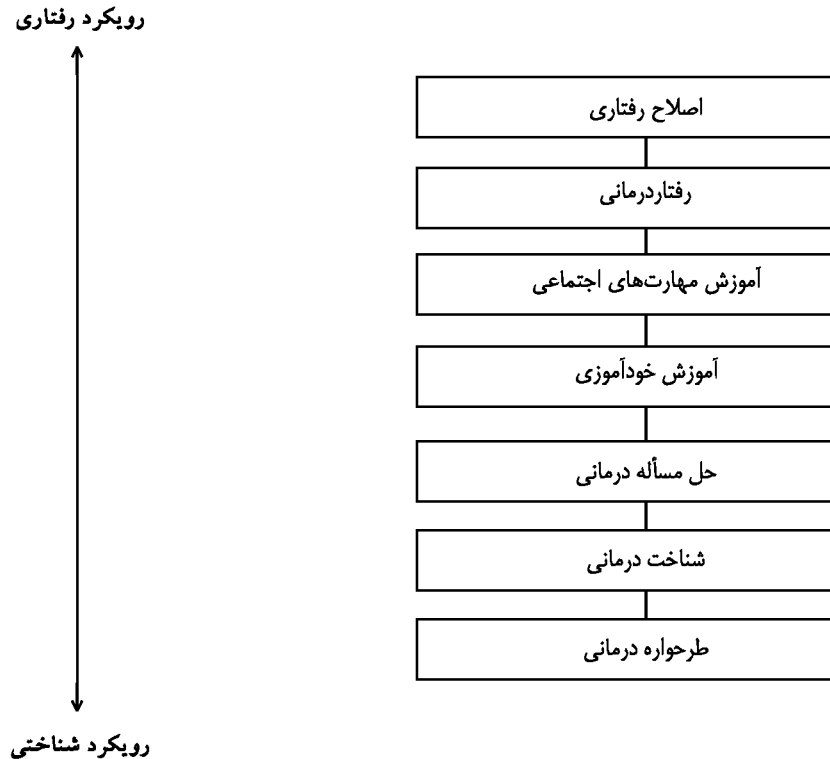 رویکرد رفتاری
اصلاح رفتاری
رفتاردرمانی
آموزش مهارت‌های اجتماعی
آموزش خودآموزی
حل مسأله درمانی
شناخت درمانی
طرحواره درمانی
رویکرد شناختی